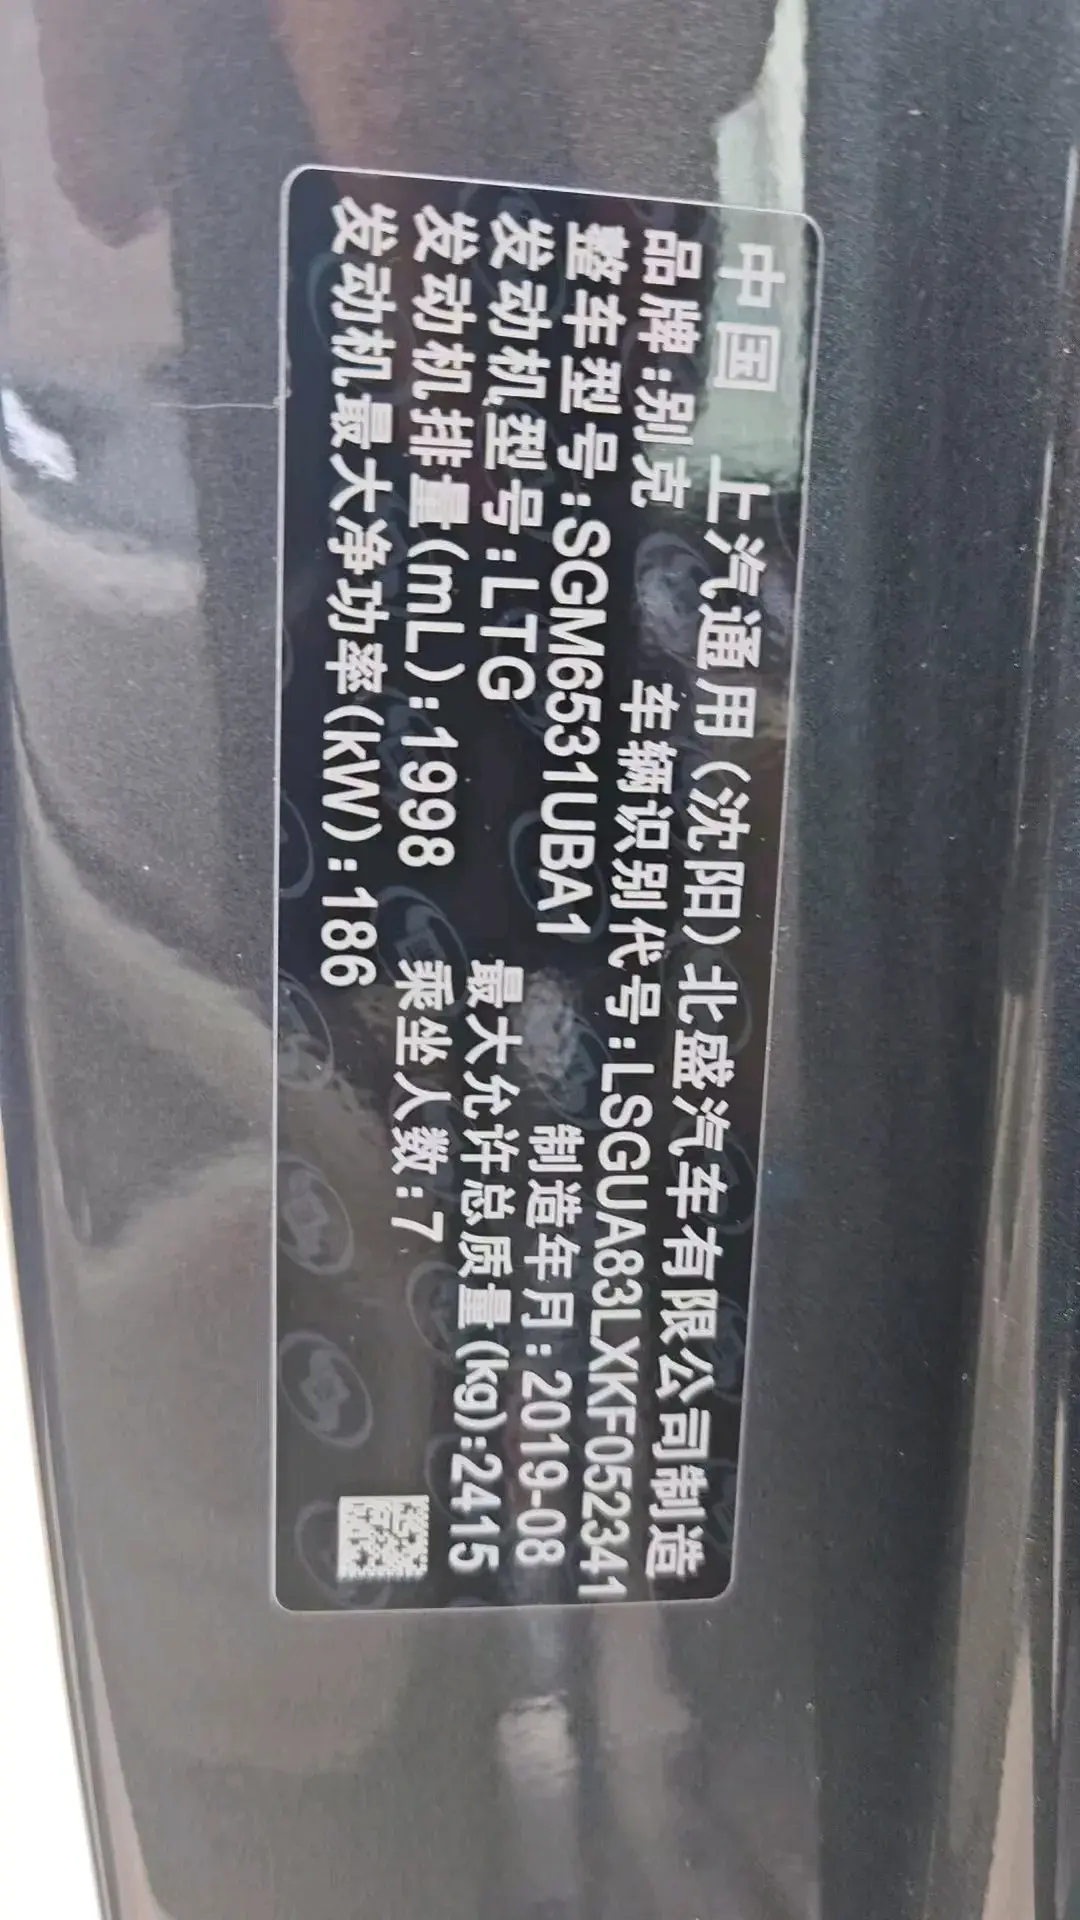 中国 上汽通用(沈阳)北盛汽车有限公司制造
品牌:别克 车辆识别代号:LSGUA83LXKF052341
整车型号:SGM6531UBA1 制造年月:2019-08
发动机型号:LTG 最大允许总质量(kg):2415
发动机排量(mL):1998 乘坐人数:7
发动机最大净功率(kW):186